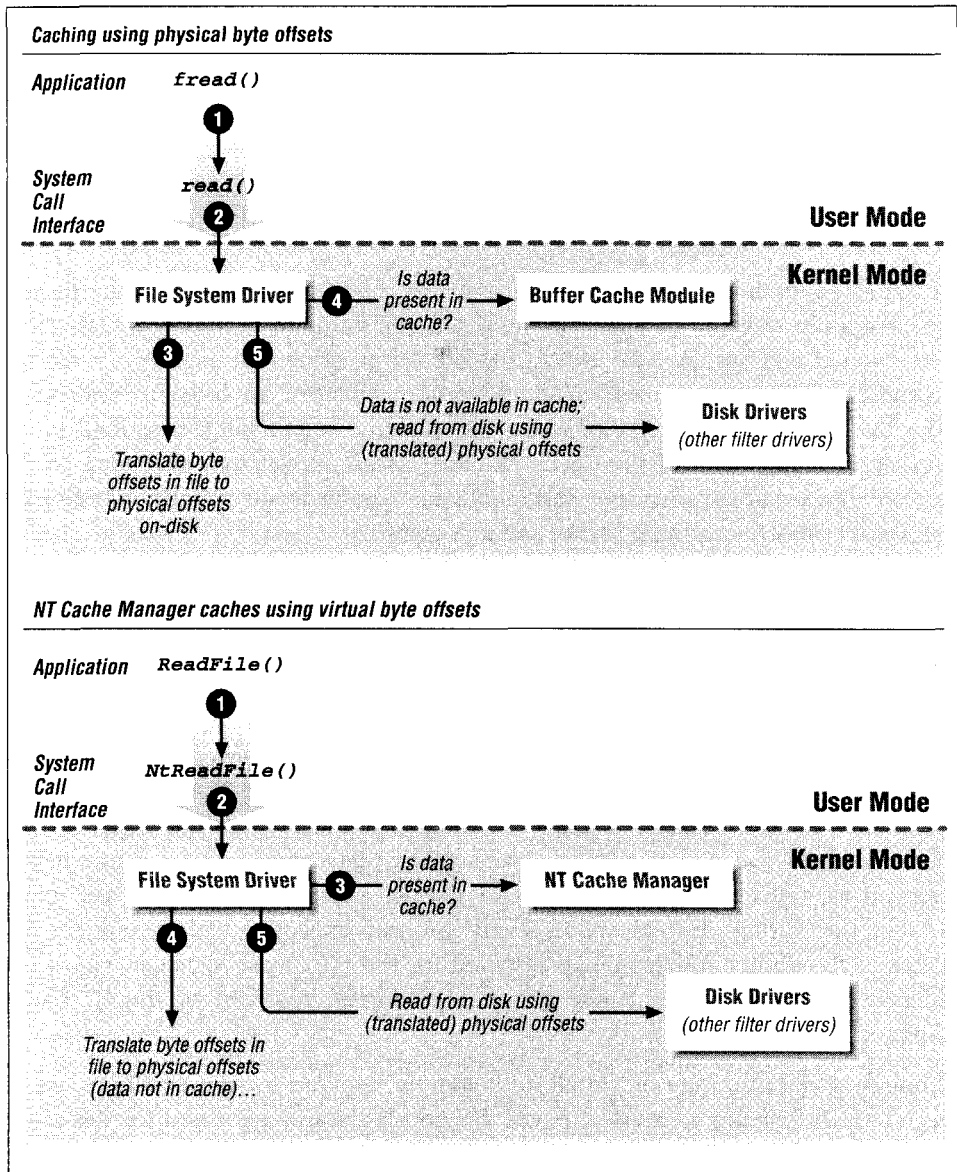 Caching using physical byte offsets
Application fread()
1
System
Call
Interface
read()
2
User Mode
Kernel Mode
File System Driver
4
Is data
present in
cache?
Buffer Cache Module
3
5
Translate byte
offsets in file to
physical offsets
on-disk
Data is not available in cache;
read from disk using
(translated) physical offsets
Disk Drivers
(other filter drivers)
NT Cache Manager caches using virtual byte offsets
Application ReadFile()
1
System
Call
Interface
NtReadFile()
2
User Mode
Kernel Mode
File System Driver
3
Is data
present in
cache?
NT Cache Manager
4
5
Translate byte offsets in
file to physical offsets
(data not in cache)...
Read from disk using
(translated) physical offsets
Disk Drivers
(other filter drivers)